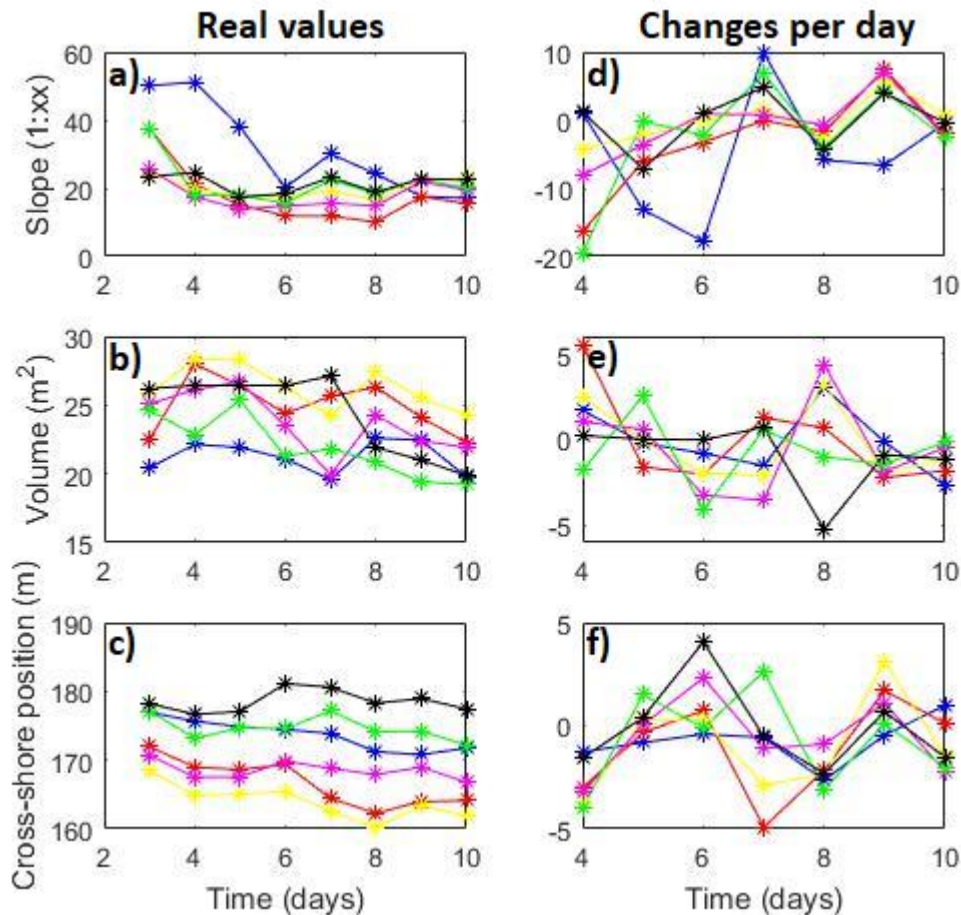 Real values
Changes per day
a)
Slope (1:xx)
60
40
20
0
2 4 6 8 10
d)
10
0
-10
-20
4 6 8 10
b)
Volume (m²)
30
25
20
15
2 4 6 8 10
e)
5
0
-5
4 6 8 10
c)
Cross-shore position (m)
190
180
170
160
2 4 6 8 10
Time (days)
f)
5
0
-5
4 6 8 10
Time (days)